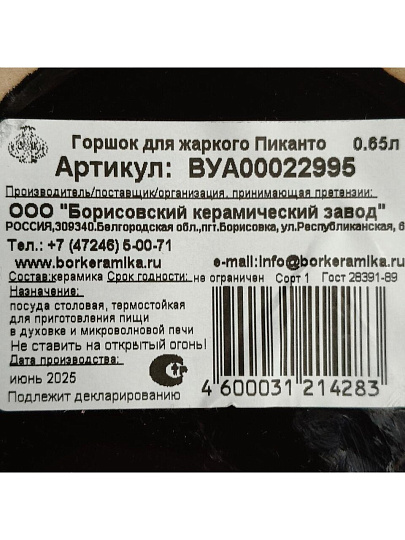 Горшок для жаркого Пиканто 0.65л
Артикул: ВУА00022995
Производитель/поставщик/организация, принимающая претензии:
ООО "Борисовский керамический завод"
РОССИЯ,309340.Белгородская обл.,пгт.Борисовка, ул.Республиканская, 6
Тел.: +7 (47246) 5-00-71
www.borkeramika.ru e-mail:info@borkeramika.ru
Состав:керамика Срок годности: не ограничен Сорт 1 Гост 28391-89
Назначение:
посуда столовая, термостойкая
для приготовления пищи
в духовке и микроволновой печи
Не ставить на открытый огонь!
Дата производства:
июнь 2025
Подлежит декларированию
4 600031 214283